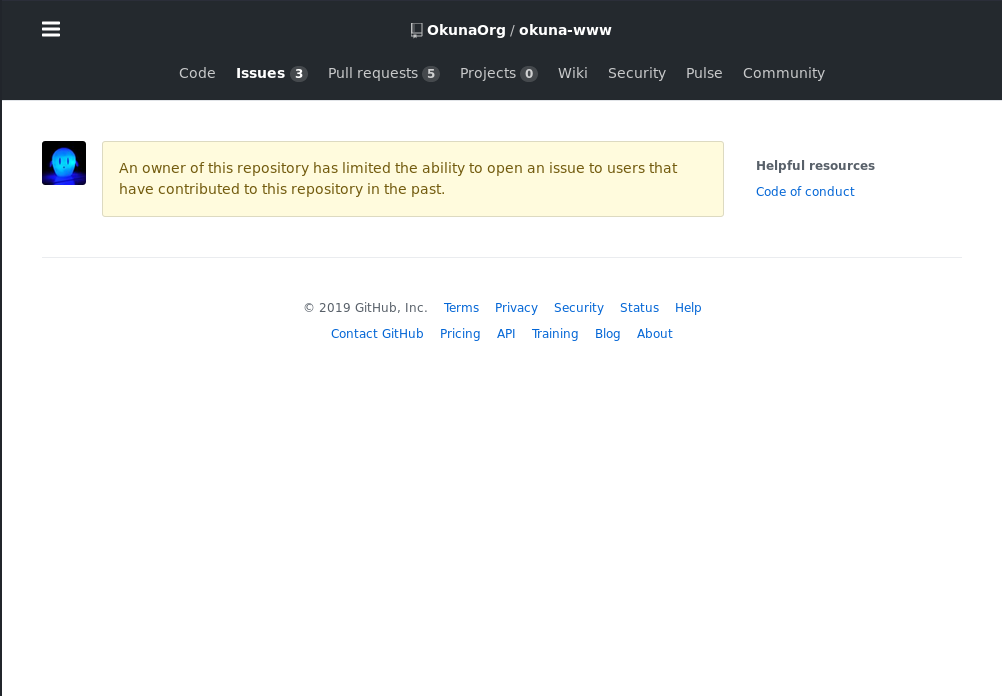 OkunaOrg / okuna-www
Code Issues 3 Pull requests 5 Projects 0 Wiki Security Pulse Community
An owner of this repository has limited the ability to open an issue to users that
have contributed to this repository in the past.
Helpful resources
Code of conduct
© 2019 GitHub, Inc. Terms Privacy Security Status Help
Contact GitHub Pricing API Training Blog About